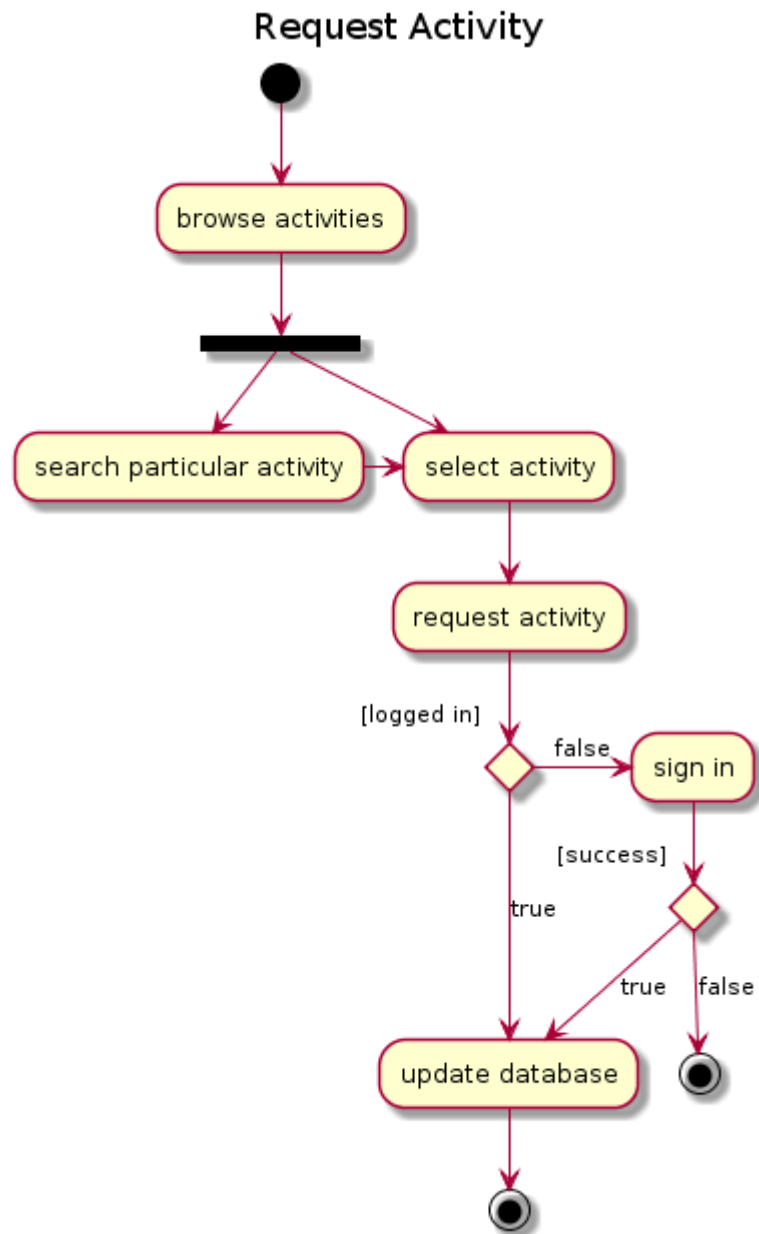 Request Activity
browse activities
search particular activity
select activity
request activity
[logged in]
false
sign in
[success]
true
true
false
update database